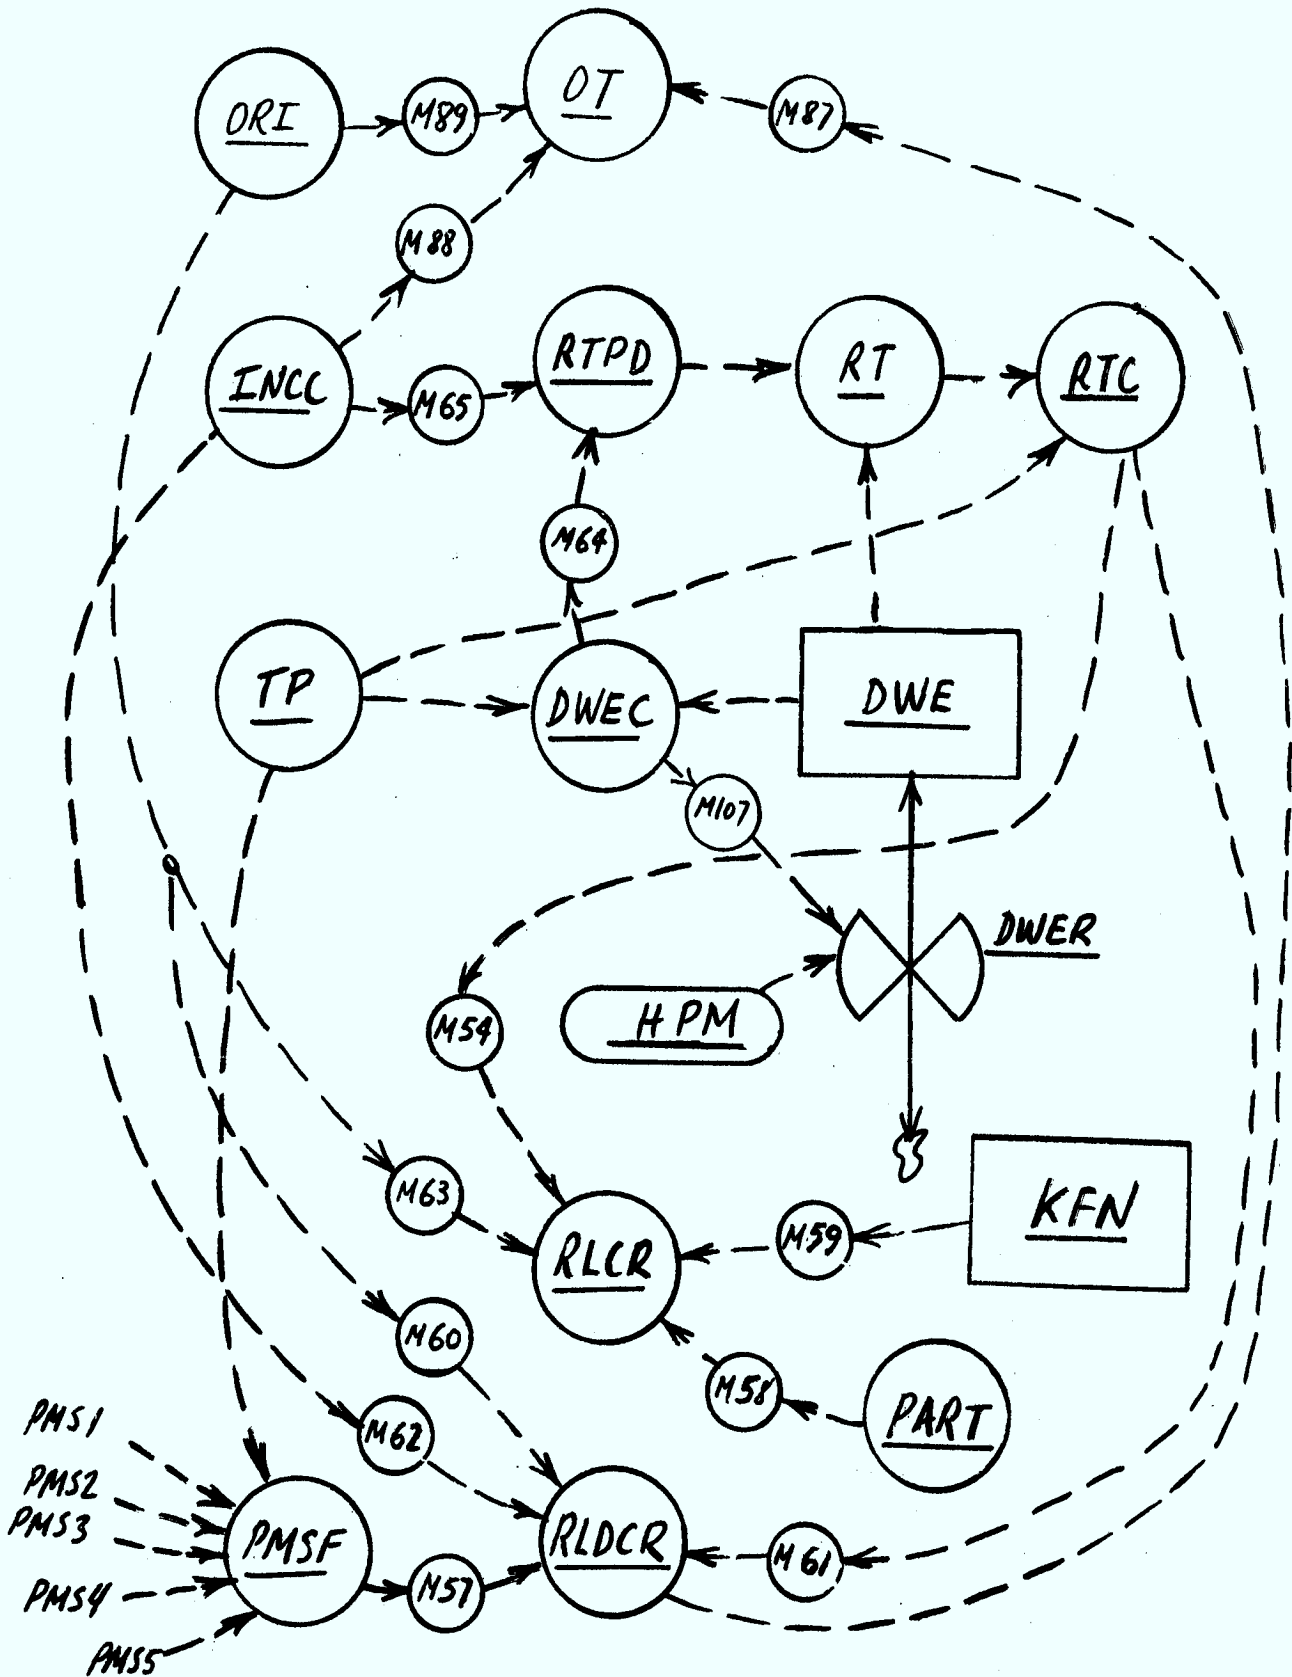 OT
ORI
M89
M87
M88
RTPD
RT
RTC
INCC
M65
M64
TP
DWEC
DWE
M107
DWER
HPM
M54
M63
KFN
M59
RLCR
M60
M58
PART
M62
PMS1
PMS2
PMS3
PMSF
RLDCR
M61
M57
PMS4
PMS5